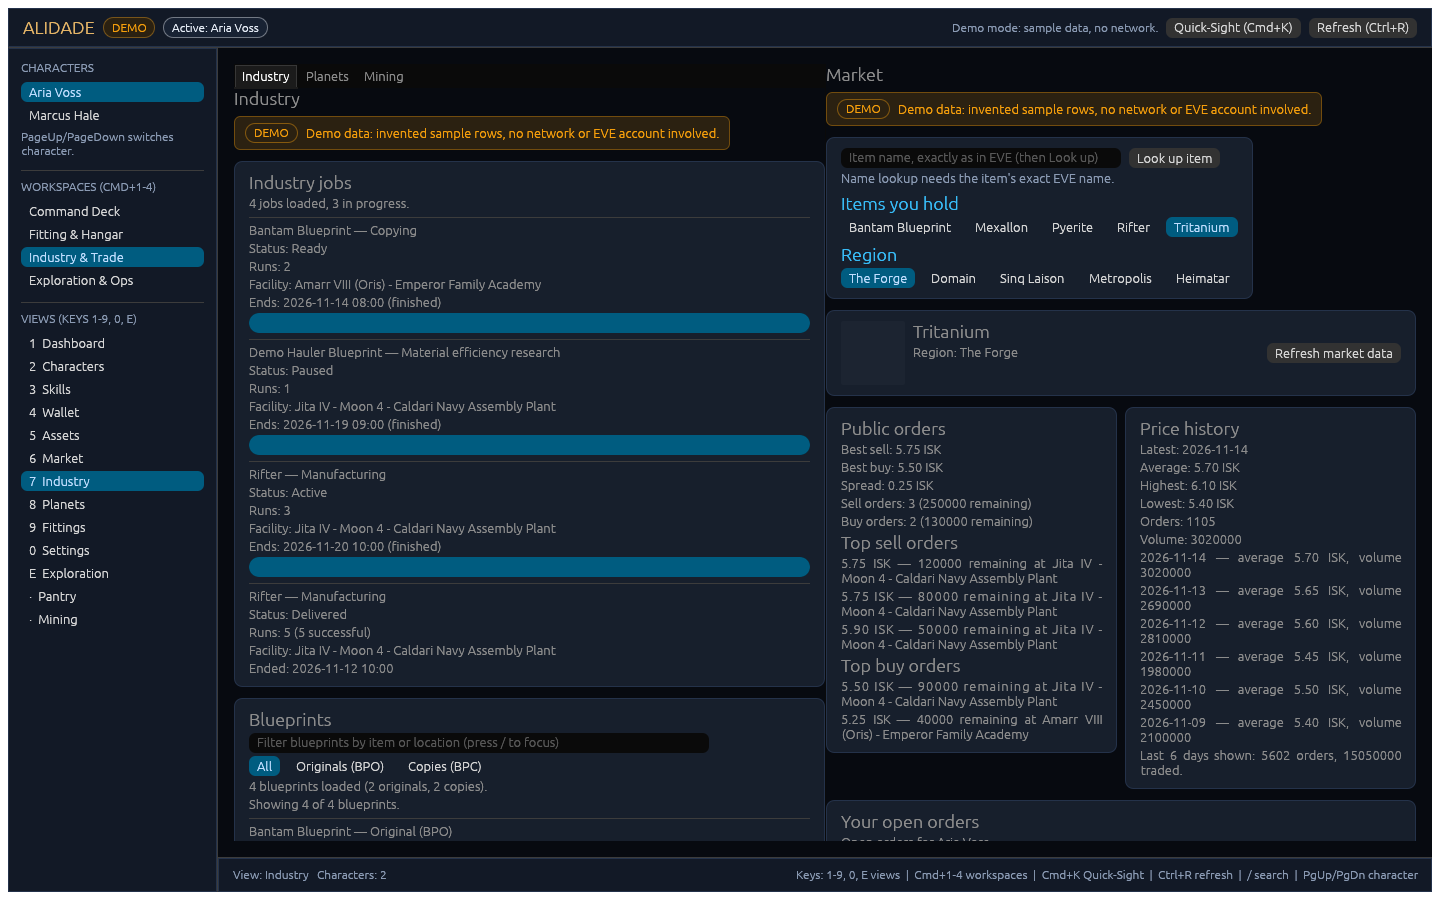 ALIDADE DEMO Active: Aria Voss
Demo mode: sample data, no network. Quick-Sight (Cmd+K) Refresh (Ctrl+R)
CHARACTERS
Aria Voss
Marcus Hale
PageUp/PageDown switches
character.
WORKSPACES (CMD+1-4)
Command Deck
Fitting & Hangar
Industry & Trade
Exploration & Ops
VIEWS (KEYS 1-9, 0, E)
1 Dashboard
2 Characters
3 Skills
4 Wallet
5 Assets
6 Market
7 Industry
8 Planets
9 Fittings
0 Settings
E Exploration
· Pantry
· Mining
Industry Planets Mining
Industry
DEMO Demo data: invented sample rows, no network or EVE account involved.
Industry jobs
4 jobs loaded, 3 in progress.
Bantam Blueprint — Copying
Status: Ready
Runs: 2
Facility: Amarr VIII (Oris) - Emperor Family Academy
Ends: 2026-11-14 08:00 (finished)
Demo Hauler Blueprint — Material efficiency research
Status: Paused
Runs: 1
Facility: Jita IV - Moon 4 - Caldari Navy Assembly Plant
Ends: 2026-11-19 09:00 (finished)
Rifter — Manufacturing
Status: Active
Runs: 3
Facility: Jita IV - Moon 4 - Caldari Navy Assembly Plant
Ends: 2026-11-20 10:00 (finished)
Rifter — Manufacturing
Status: Delivered
Runs: 5 (5 successful)
Facility: Jita IV - Moon 4 - Caldari Navy Assembly Plant
Ended: 2026-11-12 10:00
Blueprints
Filter blueprints by item or location (press / to focus)
All Originals (BPO) Copies (BPC)
4 blueprints loaded (2 originals, 2 copies).
Showing 4 of 4 blueprints.
Bantam Blueprint — Original (BPO)
Market
DEMO Demo data: invented sample rows, no network or EVE account involved.
Item name, exactly as in EVE (then Look up) Look up item
Name lookup needs the item's exact EVE name.
Items you hold
Bantam Blueprint Mexallon Pyerite Rifter Tritanium
Region
The Forge Domain Sinq Laison Metropolis Heimatar
Tritanium
Region: The Forge
Refresh market data
Public orders
Best sell: 5.75 ISK
Best buy: 5.50 ISK
Spread: 0.25 ISK
Sell orders: 3 (250000 remaining)
Buy orders: 2 (130000 remaining)
Top sell orders
5.75 ISK — 120000 remaining at Jita IV -
Moon 4 - Caldari Navy Assembly Plant
5.75 ISK — 80000 remaining at Jita IV -
Moon 4 - Caldari Navy Assembly Plant
5.90 ISK — 50000 remaining at Jita IV -
Moon 4 - Caldari Navy Assembly Plant
Top buy orders
5.50 ISK — 90000 remaining at Jita IV -
Moon 4 - Caldari Navy Assembly Plant
5.25 ISK — 40000 remaining at Amarr VIII
(Oris) - Emperor Family Academy
Price history
Latest: 2026-11-14
Average: 5.70 ISK
Highest: 6.10 ISK
Lowest: 5.40 ISK
Orders: 1105
Volume: 3020000
2026-11-14 — average 5.70 ISK, volume
3020000
2026-11-13 — average 5.65 ISK, volume
2690000
2026-11-12 — average 5.60 ISK, volume
2810000
2026-11-11 — average 5.45 ISK, volume
1980000
2026-11-10 — average 5.50 ISK, volume
2450000
2026-11-09 — average 5.40 ISK, volume
2100000
Last 6 days shown: 5602 orders, 15050000
traded.
Your open orders
Open orders for Aria Voss
View: Industry Characters: 2
Keys: 1-9, 0, E views | Cmd+1-4 workspaces | Cmd+K Quick-Sight | Ctrl+R refresh | / search | PgUp/PgDn character